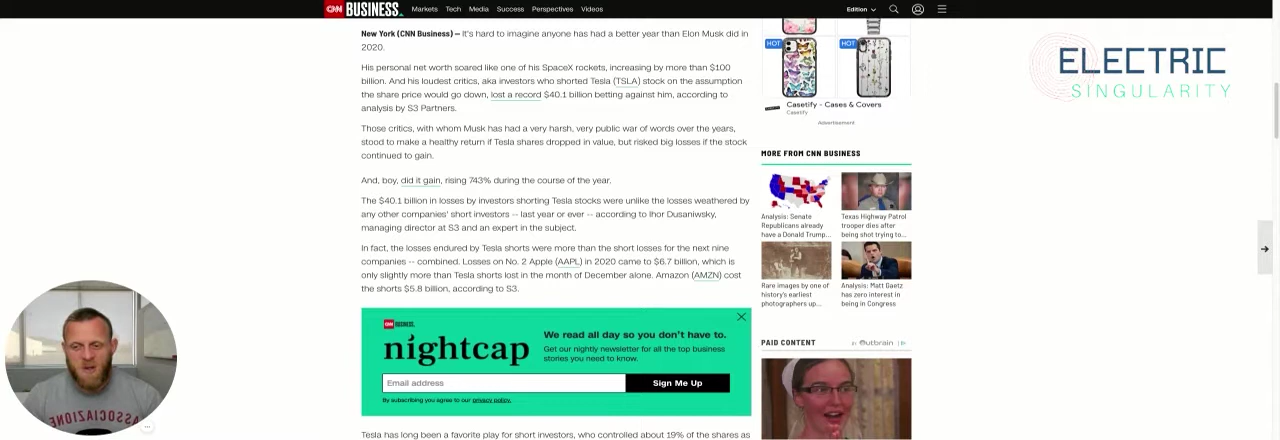 CNN BUSINESS Markets Tech Media Success Perspectives Videos Edition
New York (CNN Business) — It's hard to imagine anyone has had a better year than Elon Musk did in
2020.
His personal net worth soared like one of his SpaceX rockets, increasing by more than $100
billion. And his loudest critics, aka investors who shorted Tesla (TSLA) stock on the assumption
the share price would go down, lost a record $40.1 billion betting against him, according to
analysis by S3 Partners.
Those critics, with whom Musk has had a very harsh, very public war of words over the years,
stood to make a healthy return if Tesla shares dropped in value, but risked big losses if the stock
continued to gain.
And, boy, did it gain, rising 743% during the course of the year.
The $40.1 billion in losses by investors shorting Tesla stocks were unlike the losses weathered by
any other companies' short investors -- last year or ever -- according to Ihor Dusaniwsky,
managing director at S3 and an expert in the subject.
In fact, the losses endured by Tesla shorts were more than the short losses for the next nine
companies -- combined. Losses on No. 2 Apple (AAPL) in 2020 came to $6.7 billion, which is
only slightly more than Tesla shorts lost in the month of December alone. Amazon (AMZN) cost
the shorts $5.8 billion, according to S3.
CNN BUSINESS
nightcap
We read all day so you don't have to.
Get our nightly newsletter for all the top business
stories you need to know.
Email address
Sign Me Up
By subscribing you agree to our privacy policy.
Tesla has long been a favorite play for short investors, who controlled about 19% of the shares as
HOT
HOT
Casetify - Cases & Covers
Casetify
Advertisement
MORE FROM CNN BUSINESS
Analysis: Senate
Republicans already
have a Donald Trump...
Texas Highway Patrol
trooper dies after
being shot trying to...
Rare images by one of
history's earliest
photographers up...
Analysis: Matt Gaetz
has zero interest in
being in Congress
PAID CONTENT
by Outbrain
ELECTRIC
SINGULARITY
ASSOCIAZIONE